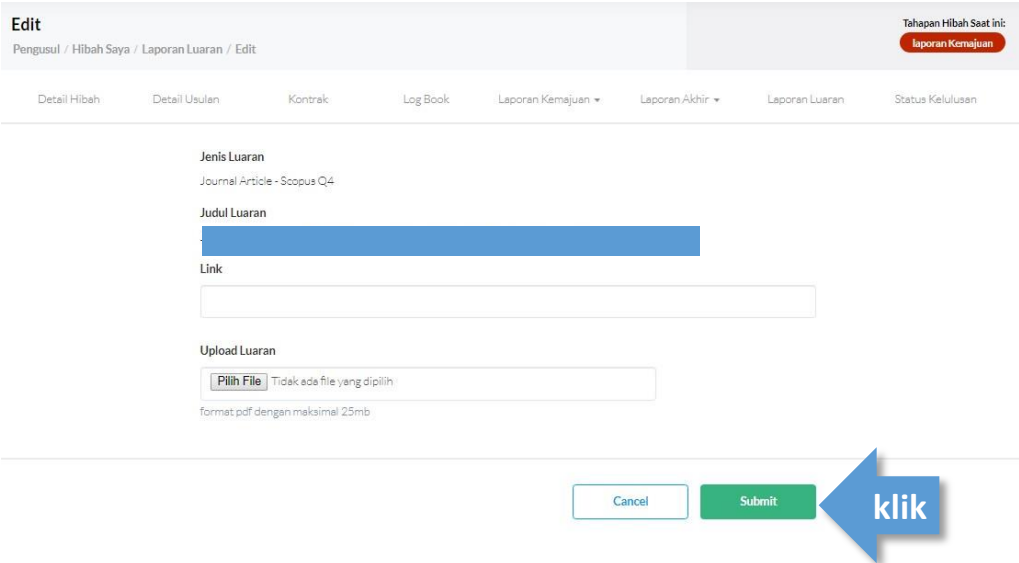 Edit
Tahapan Hibah Saat ini:
Pengusul / Hibah Saya / Laporan Luaran / Edit
laporan Kemajuan
Detail Hibah Detail Usulan Kontrak Log Book Laporan Kemajuan Laporan Akhir Laporan Luaran Status Kelulusan
Jenis Luaran
Journal Article - Scopus Q4
Judul Luaran
Link
Upload Luaran
Pilih File Tidak ada file yang dipilih
format pdf dengan maksimal 25mb
Cancel Submit klik